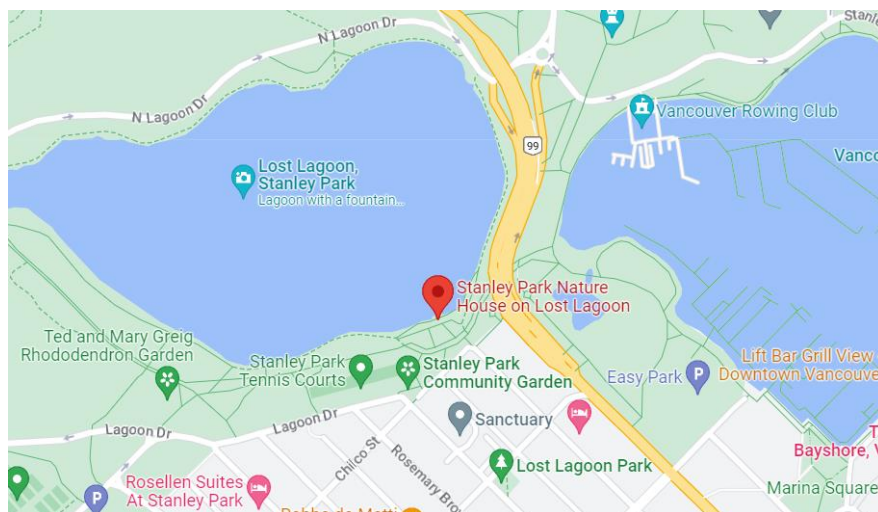 N Lagoon Dr
Stanle
N Lagoon Dr
Vancouver Rowing Club
99
Vanco
Lost Lagoon,
Stanley Park
Lagoon with a fountain...
Stanley Park Nature
House on Lost Lagoon
Ted and Mary Greig
Rhododendron Garden
Stanley Park
Tennis Courts
Stanley Park
Community Garden
Easy Park
P
Lift Bar Grill View
Downtown Vancouve
Lagoon Dr
Lagoon Dr
Sanctuary
Chilco St
Rosemary Bro
Lost Lagoon Park
T
Bayshore, V
Rosellen Suites
At Stanley Park
P
Marina Square